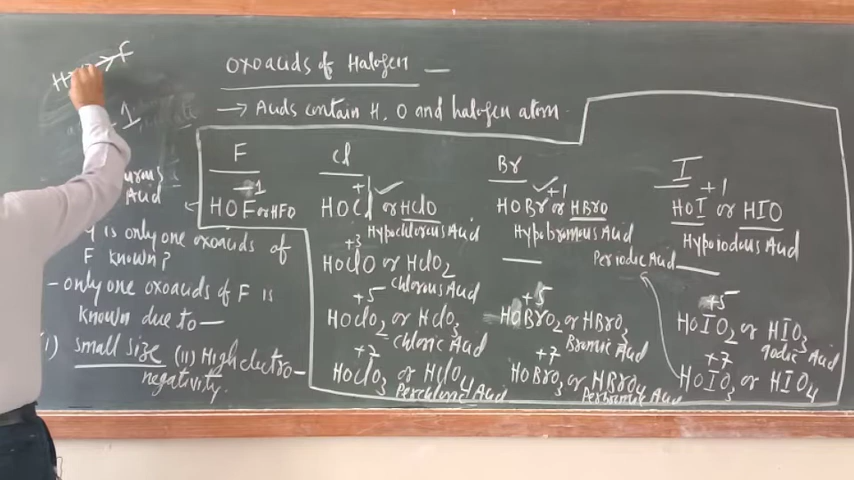 Oxoacids of Halogen —
→ Acids contain H, O and halogen atom
H F
1
Acid
F Cl Br I
-1 +1 +1 +1
HOF or HFO HOCl or HClO HOBr or HBrO HOI or HIO
Hypochlorous Acid Hypobromous Acid Hypoiodous Acid
is only one oxoacids of
F known?
+3
HOClO or HClO2 — —
Chlorous Acid
Periodic Acid
- only one oxoacids of F is
known due to —
+5 +5 +5
HOClO2 or HClO3 HOBrO2 or HBrO3 HOIO2 or HIO3
Chloric Acid Bromic Acid Iodic Acid
i) small size (ii) High electro-
negativity.
+7 +7 +7
HOClO3 or HClO4 HOBrO3 or HBrO4 HOIO3 or HIO4
Perchloric Acid Perbromic Acid